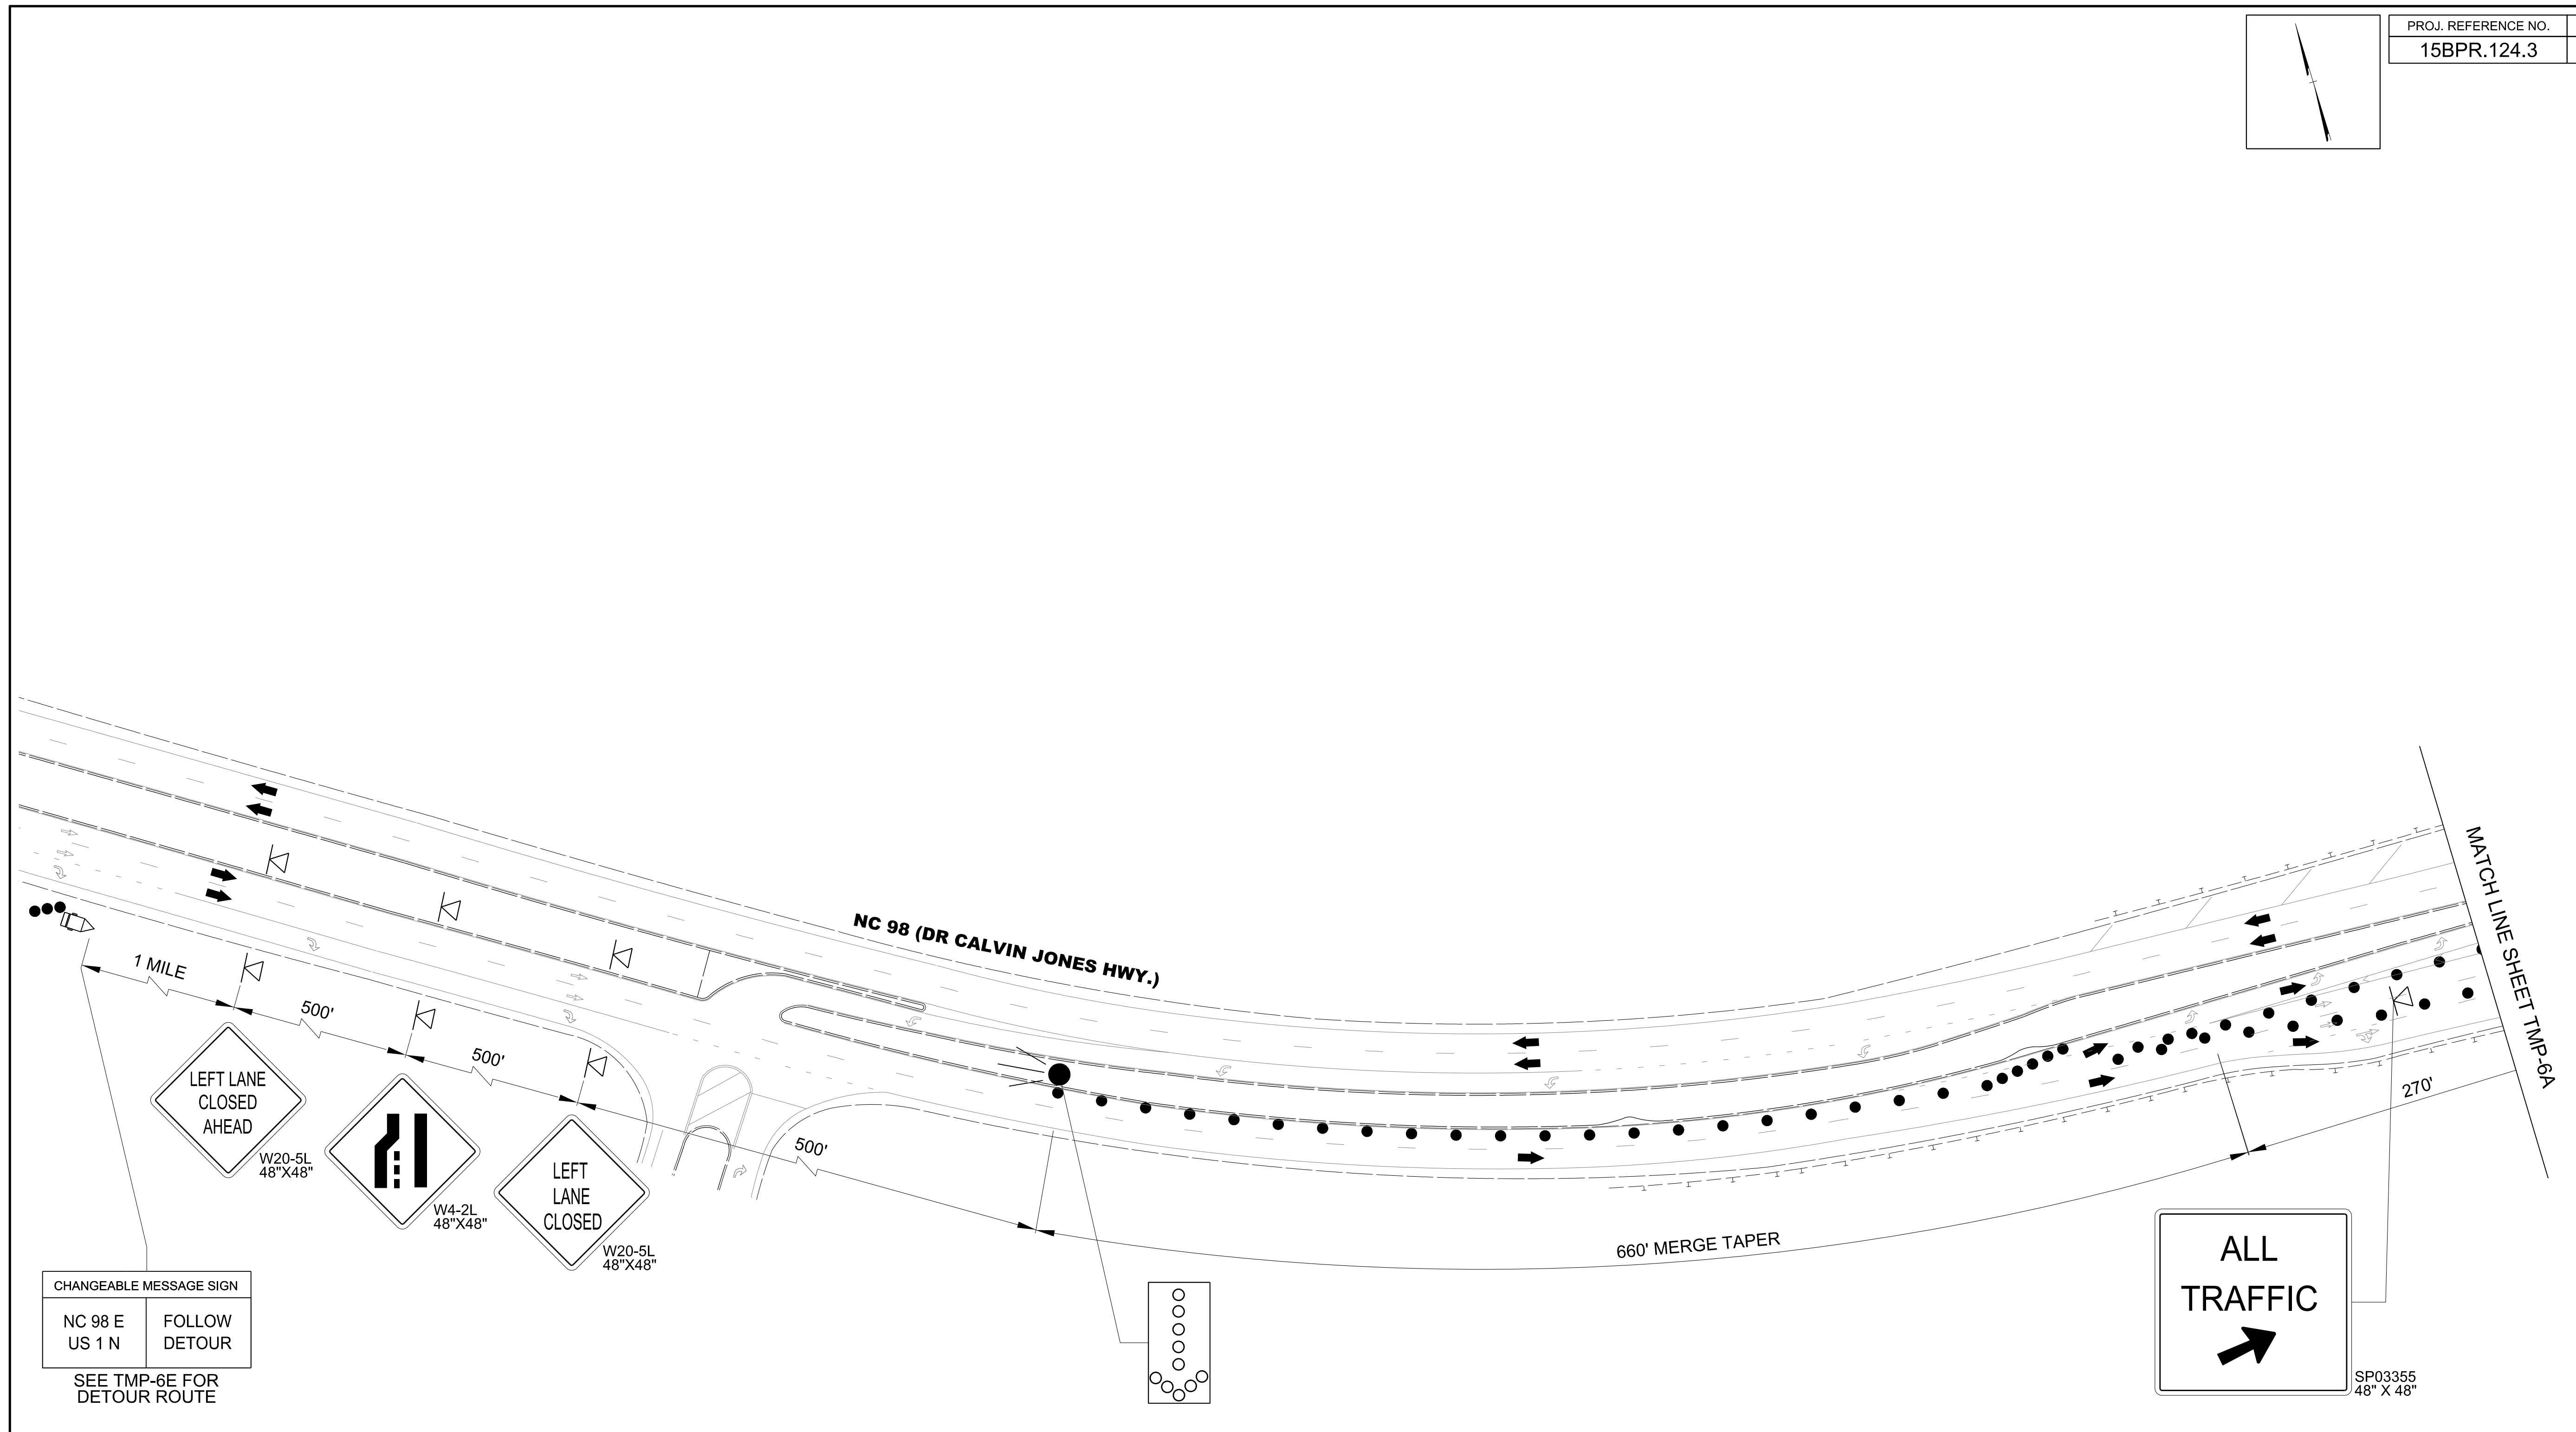 PROJ. REFERENCE NO.
15BPR.124.3
MATCH LINE SHEET TMP-6A
NC 98 (DR CALVIN JONES HWY.)
1 MILE
500'
500'
500'
660' MERGE TAPER
270'
LEFT LANE
CLOSED
AHEAD
W20-5L
48"X48"
W4-2L
48"X48"
LEFT
LANE
CLOSED
W20-5L
48"X48"
CHANGEABLE MESSAGE SIGN
NC 98 E
US 1 N
FOLLOW
DETOUR
SEE TMP-6E FOR
DETOUR ROUTE
ALL
TRAFFIC
SP03355
48" X 48"